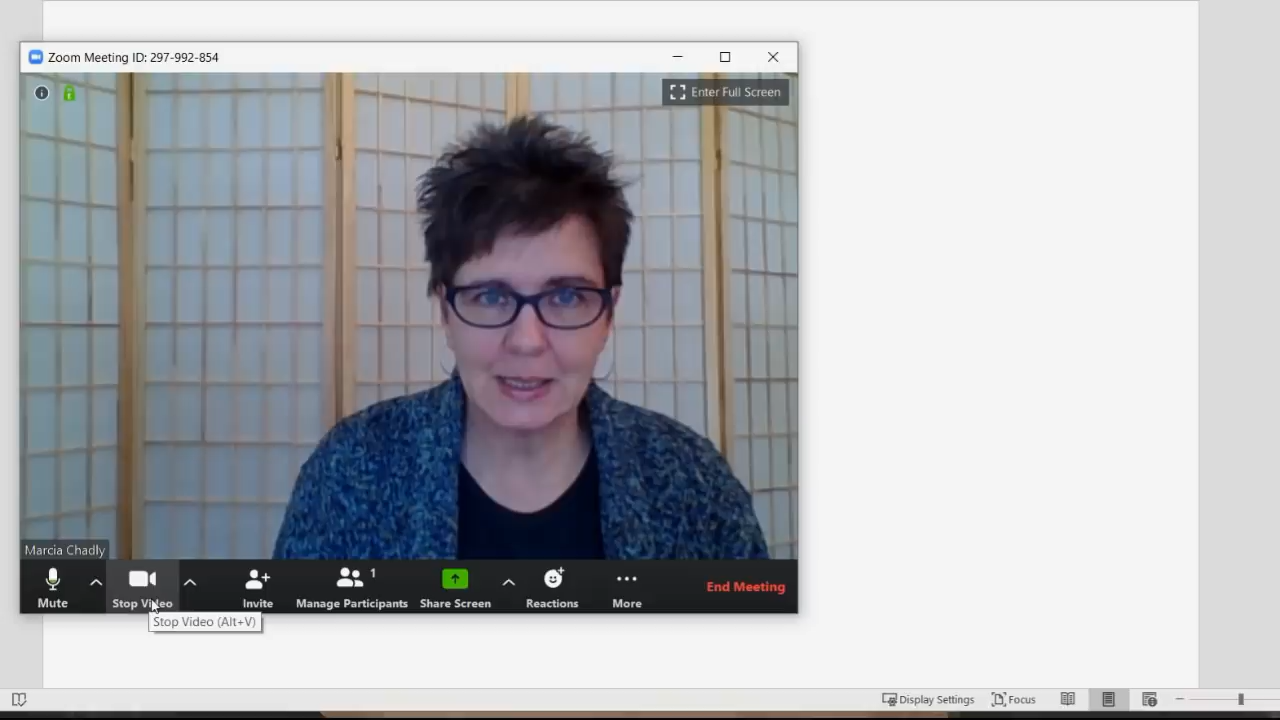 Zoom Meeting ID: 297-992-854
Enter Full Screen
Marcia Chadly
1
Mute
Stop Video
Invite
Manage Participants
Share Screen
Reactions
More
End Meeting
Stop Video (Alt+V)
Display Settings
Focus